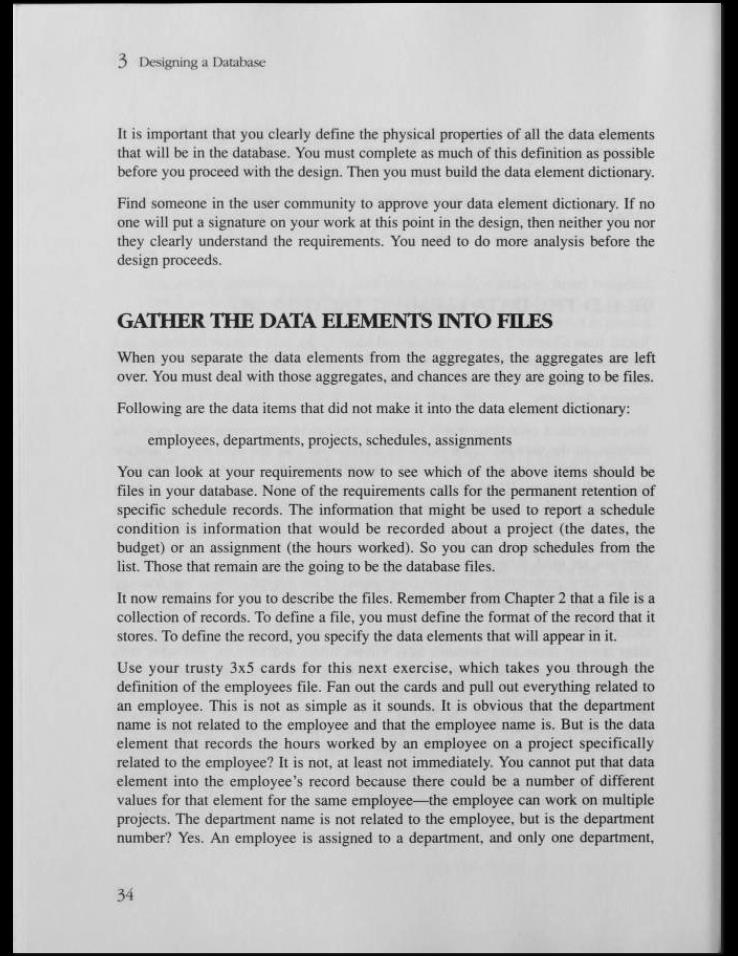 3 Designing a Database
It is important that you clearly define the physical properties of all the data elements
that will be in the database. You must complete as much of this definition as possible
before you proceed with the design. Then you must build the data element dictionary.
Find someone in the user community to approve your data element dictionary. If no
one will put a signature on your work at this point in the design, then neither you nor
they clearly understand the requirements. You need to do more analysis before the
design proceeds.
GATHER THE DATA ELEMENTS INTO FILES
When you separate the data elements from the aggregates, the aggregates are left
over. You must deal with those aggregates, and chances are they are going to be files.
Following are the data items that did not make it into the data element dictionary:
employees, departments, projects, schedules, assignments
You can look at your requirements now to see which of the above items should be
files in your database. None of the requirements calls for the permanent retention of
specific schedule records. The information that might be used to report a schedule
condition is information that would be recorded about a project (the dates, the
budget) or an assignment (the hours worked). So you can drop schedules from the
list. Those that remain are the going to be the database files.
It now remains for you to describe the files. Remember from Chapter 2 that a file is a
collection of records. To define a file, you must define the format of the record that it
stores. To define the record, you specify the data elements that will appear in it.
Use your trusty 3x5 cards for this next exercise, which takes you through the
definition of the employees file. Fan out the cards and pull out everything related to
an employee. This is not as simple as it sounds. It is obvious that the department
name is not related to the employee and that the employee name is. But is the data
element that records the hours worked by an employee on a project specifically
related to the employee? It is not, at least not immediately. You cannot put that data
element into the employee's record because there could be a number of different
values for that element for the same employee—the employee can work on multiple
projects. The department name is not related to the employee, but is the department
number? Yes. An employee is assigned to a department, and only one department,
34